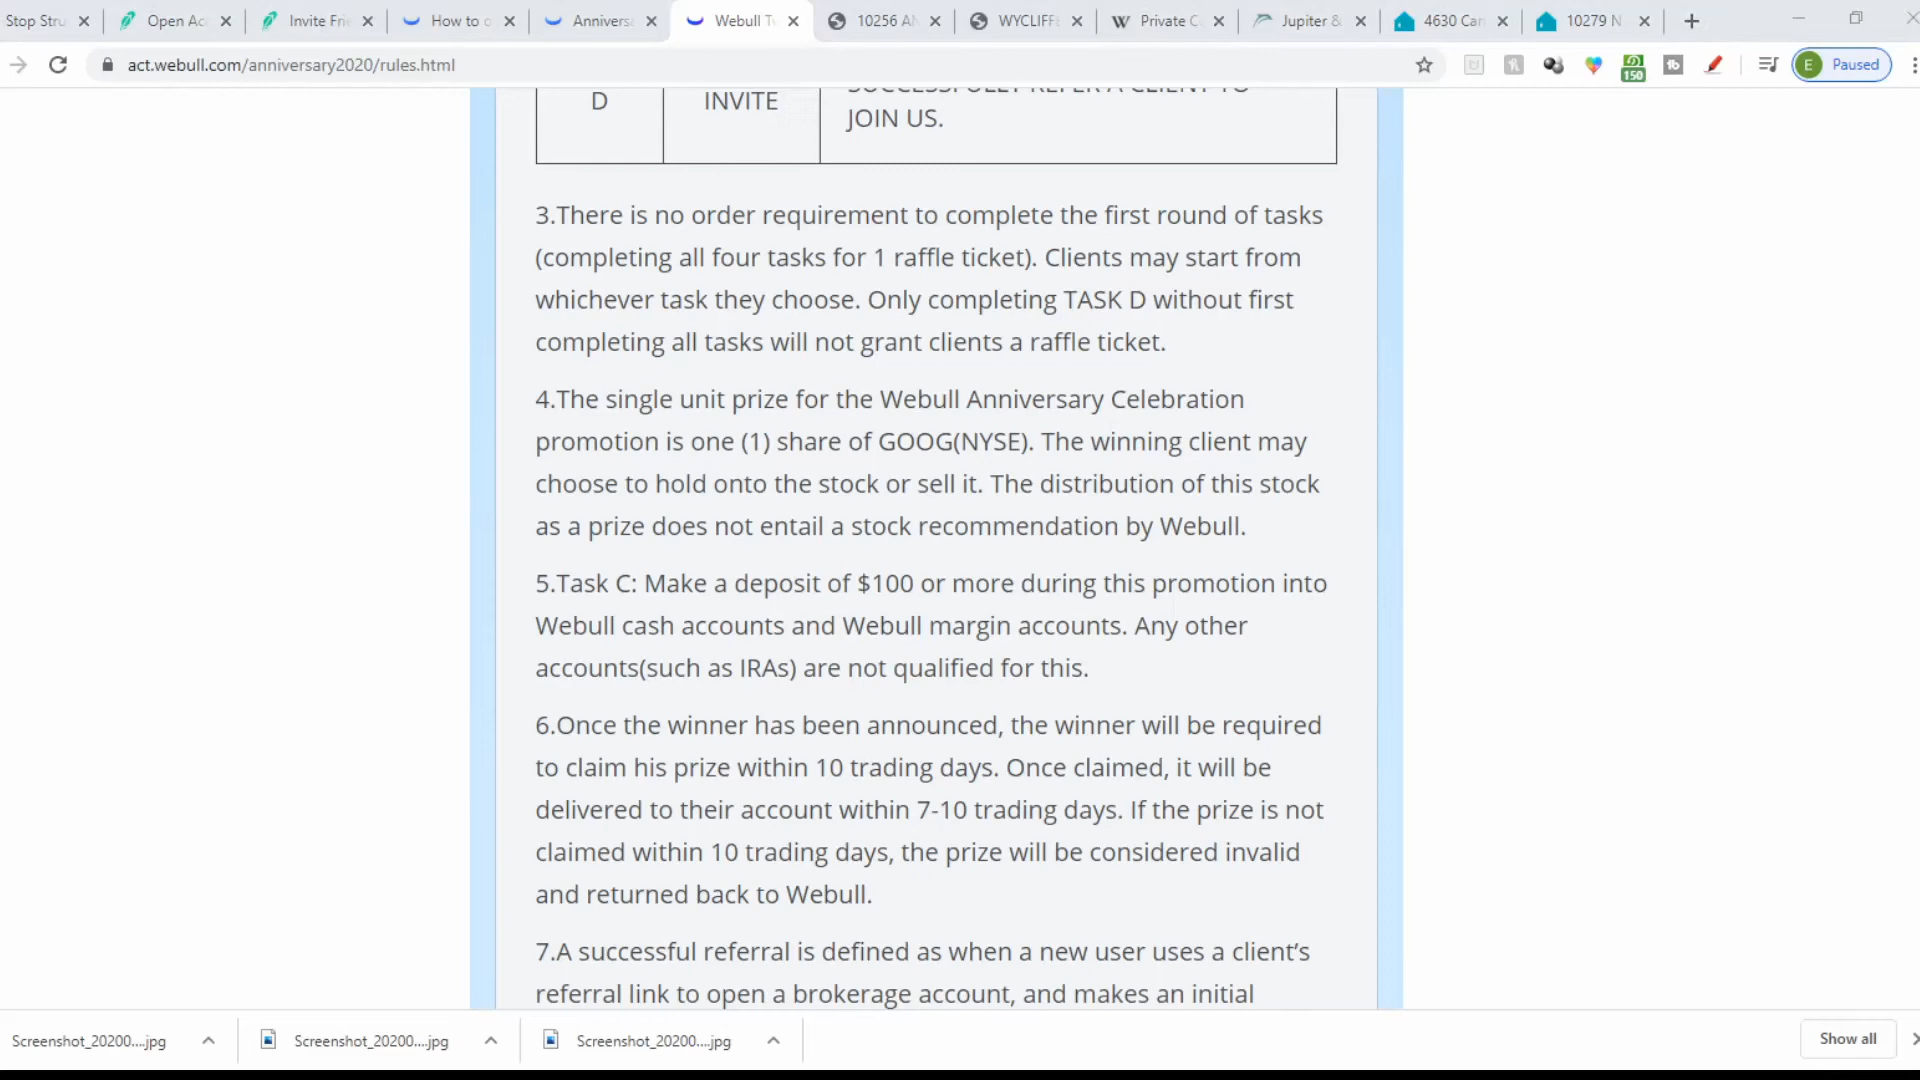 Stop Stru
Open Ac
Invite Frie
How to o
Annivers
Webull Tw
10256 AN
WYCLIFF
W Private C
Jupiter &
4630 Car
10279 N
act.webull.com/anniversary2020/rules.html
150
E Paused
D
INVITE
SUCCESSFULLY REFER A CLIENT TO
JOIN US.
3.There is no order requirement to complete the first round of tasks
(completing all four tasks for 1 raffle ticket). Clients may start from
whichever task they choose. Only completing TASK D without first
completing all tasks will not grant clients a raffle ticket.
4.The single unit prize for the Webull Anniversary Celebration
promotion is one (1) share of GOOG(NYSE). The winning client may
choose to hold onto the stock or sell it. The distribution of this stock
as a prize does not entail a stock recommendation by Webull.
5.Task C: Make a deposit of $100 or more during this promotion into
Webull cash accounts and Webull margin accounts. Any other
accounts(such as IRAs) are not qualified for this.
6.Once the winner has been announced, the winner will be required
to claim his prize within 10 trading days. Once claimed, it will be
delivered to their account within 7-10 trading days. If the prize is not
claimed within 10 trading days, the prize will be considered invalid
and returned back to Webull.
7.A successful referral is defined as when a new user uses a client’s
referral link to open a brokerage account, and makes an initial
Screenshot_20200....jpg
Screenshot_20200....jpg
Screenshot_20200....jpg
Show all